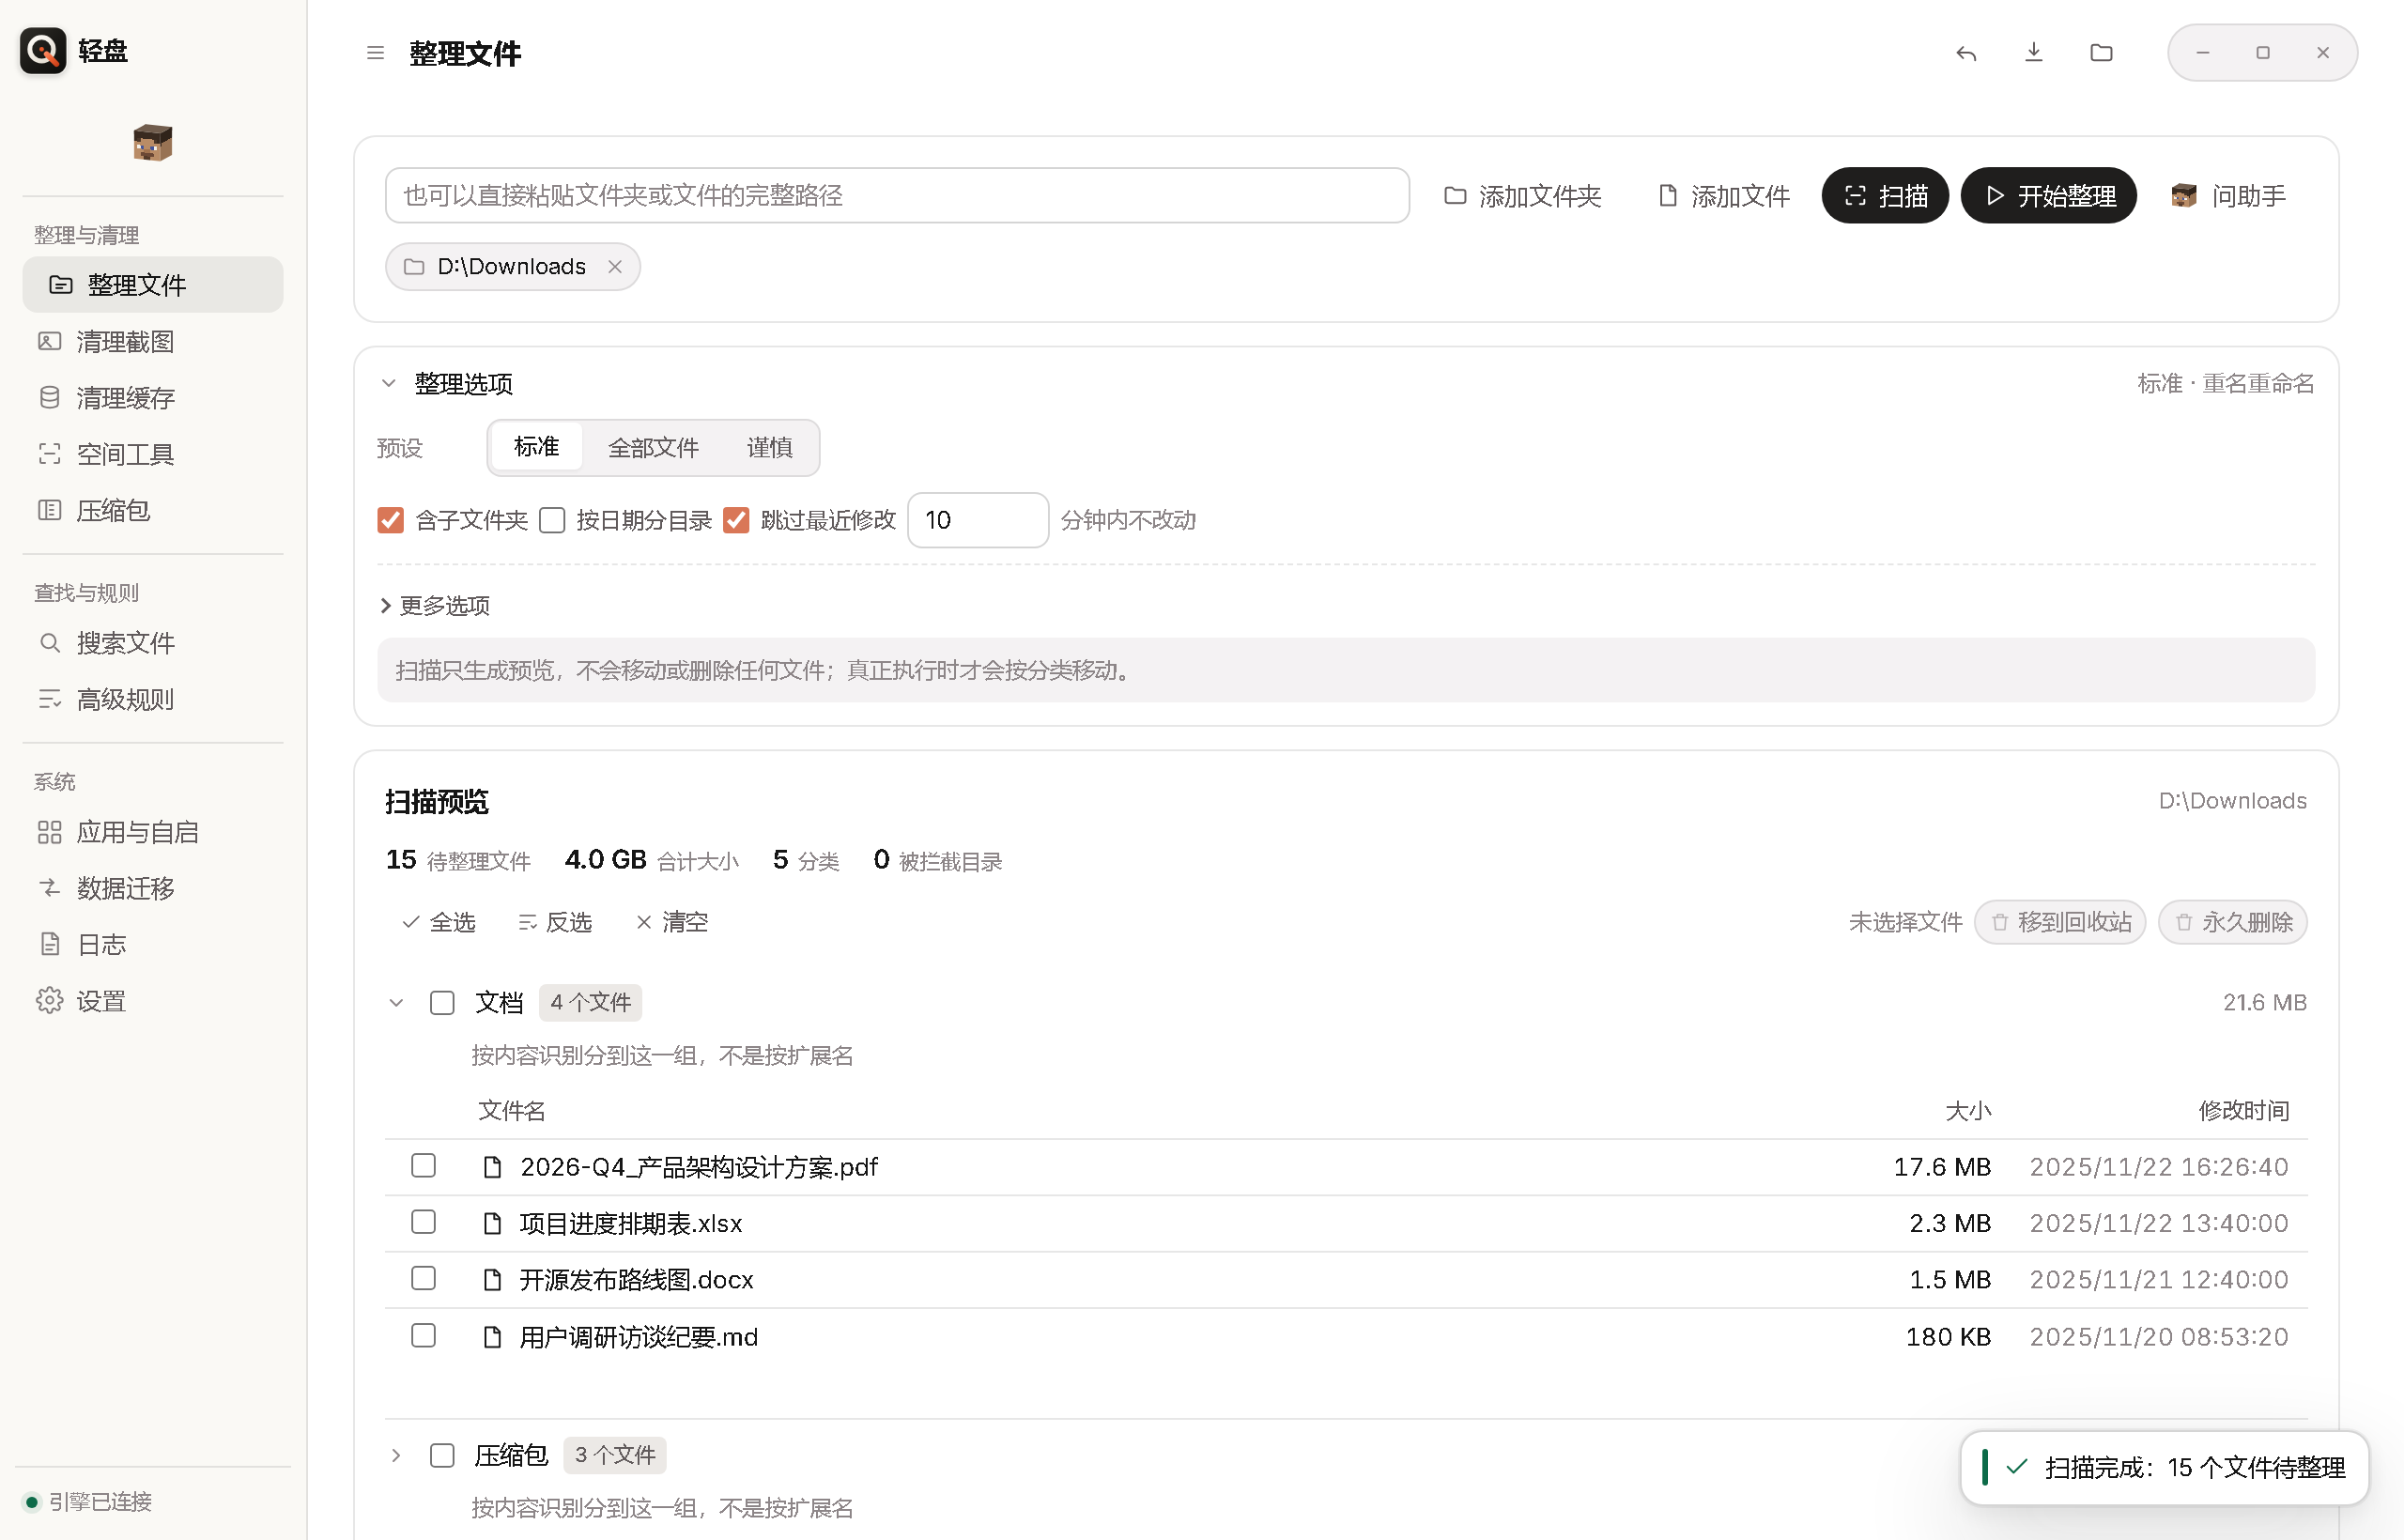 轻盘
整理与清理
整理文件
清理截图
清理缓存
空间工具
压缩包
查找与规则
搜索文件
高级规则
系统
应用与自启
数据迁移
日志
设置
引擎已连接
整理文件
也可以直接粘贴文件夹或文件的完整路径
添加文件夹
添加文件
扫描
开始整理
问助手
D:\Downloads
整理选项
标准 · 重名重命名
预设
标准
全部文件
谨慎
含子文件夹
按日期分目录
跳过最近修改
10
分钟内不改动
更多选项
扫描只生成预览，不会移动或删除任何文件；真正执行时才会按分类移动。
扫描预览
D:\Downloads
15 待整理文件
4.0 GB 合计大小
5 分类
0 被拦截目录
全选
反选
清空
未选择文件
移到回收站
永久删除
文档
4 个文件
21.6 MB
按内容识别分到这一组，不是按扩展名
文件名
大小
修改时间
2026-Q4_产品架构设计方案.pdf
17.6 MB
2025/11/22 16:26:40
项目进度排期表.xlsx
2.3 MB
2025/11/22 13:40:00
开源发布路线图.docx
1.5 MB
2025/11/21 12:40:00
用户调研访谈纪要.md
180 KB
2025/11/20 08:53:20
压缩包
3 个文件
按内容识别分到这一组，不是按扩展名
扫描完成：15 个文件待整理